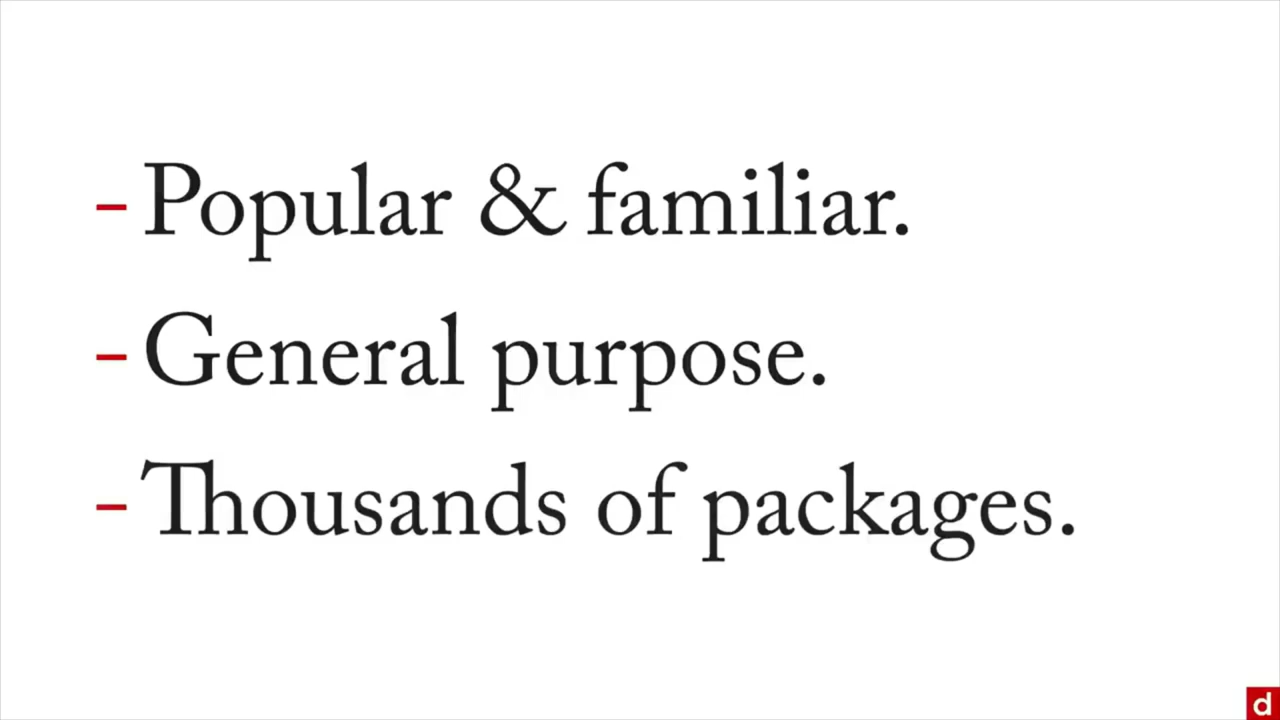 - Popular & familiar.
- General purpose.
- Thousands of packages.
d